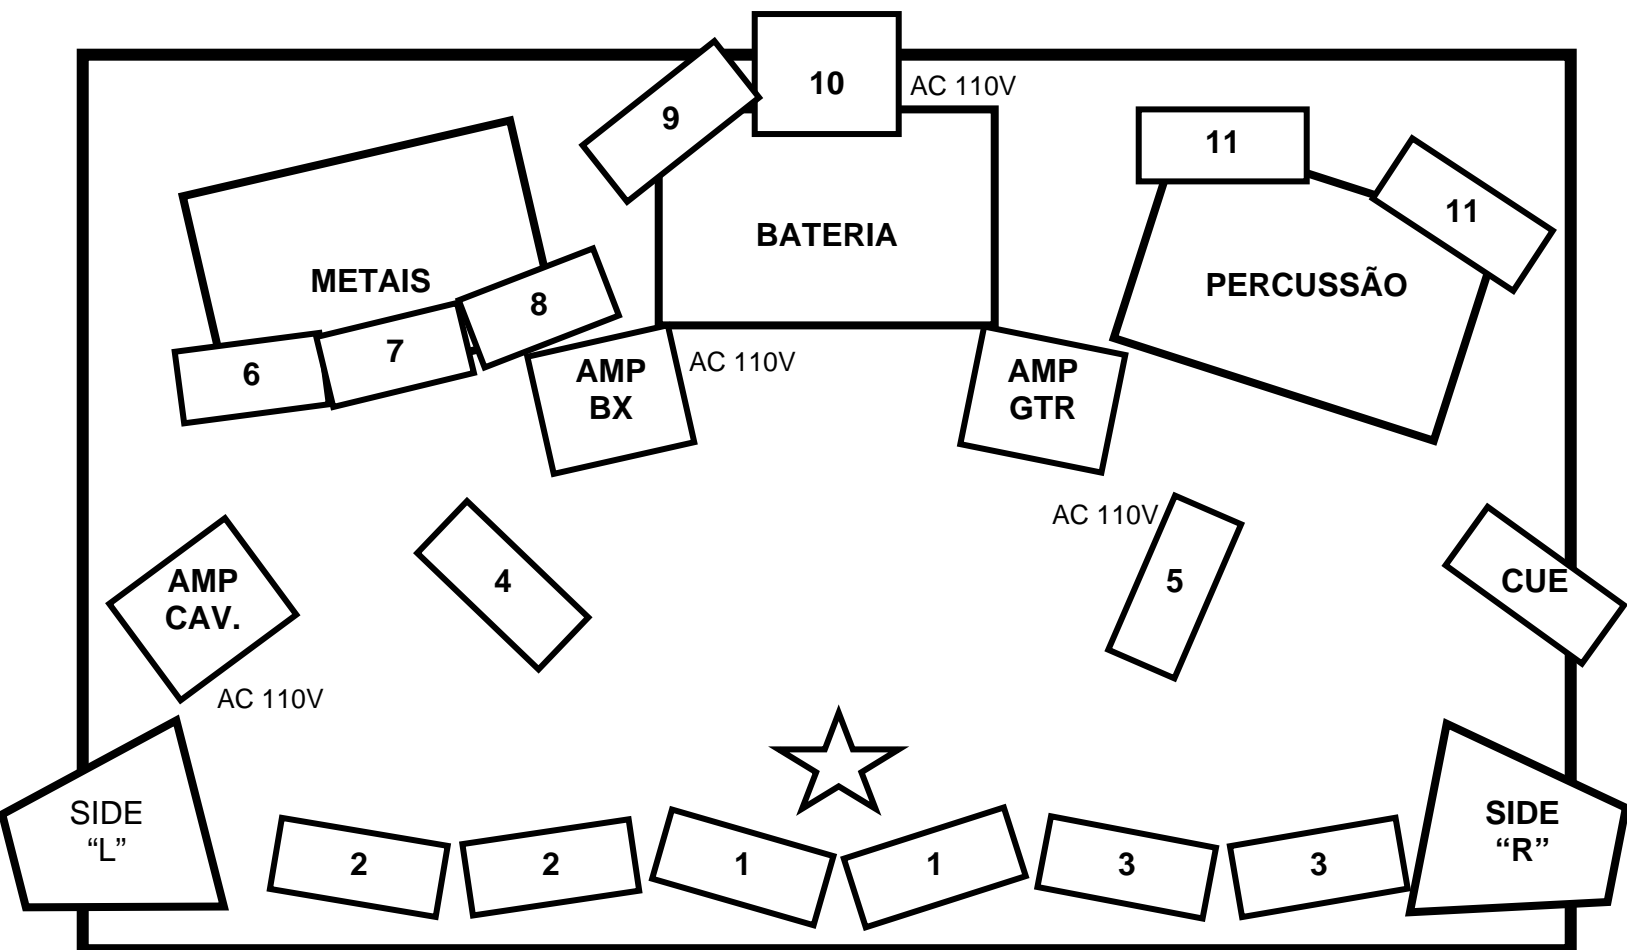 10
AC 110V
9
11
11
BATERIA
METAIS
PERCUSSÃO
8
7
6
AMP
BX
AC 110V
AMP
GTR
AC 110V
AMP
CAV.
4
5
CUE
AC 110V
SIDE
“L”
2
2
1
1
3
3
SIDE
“R”